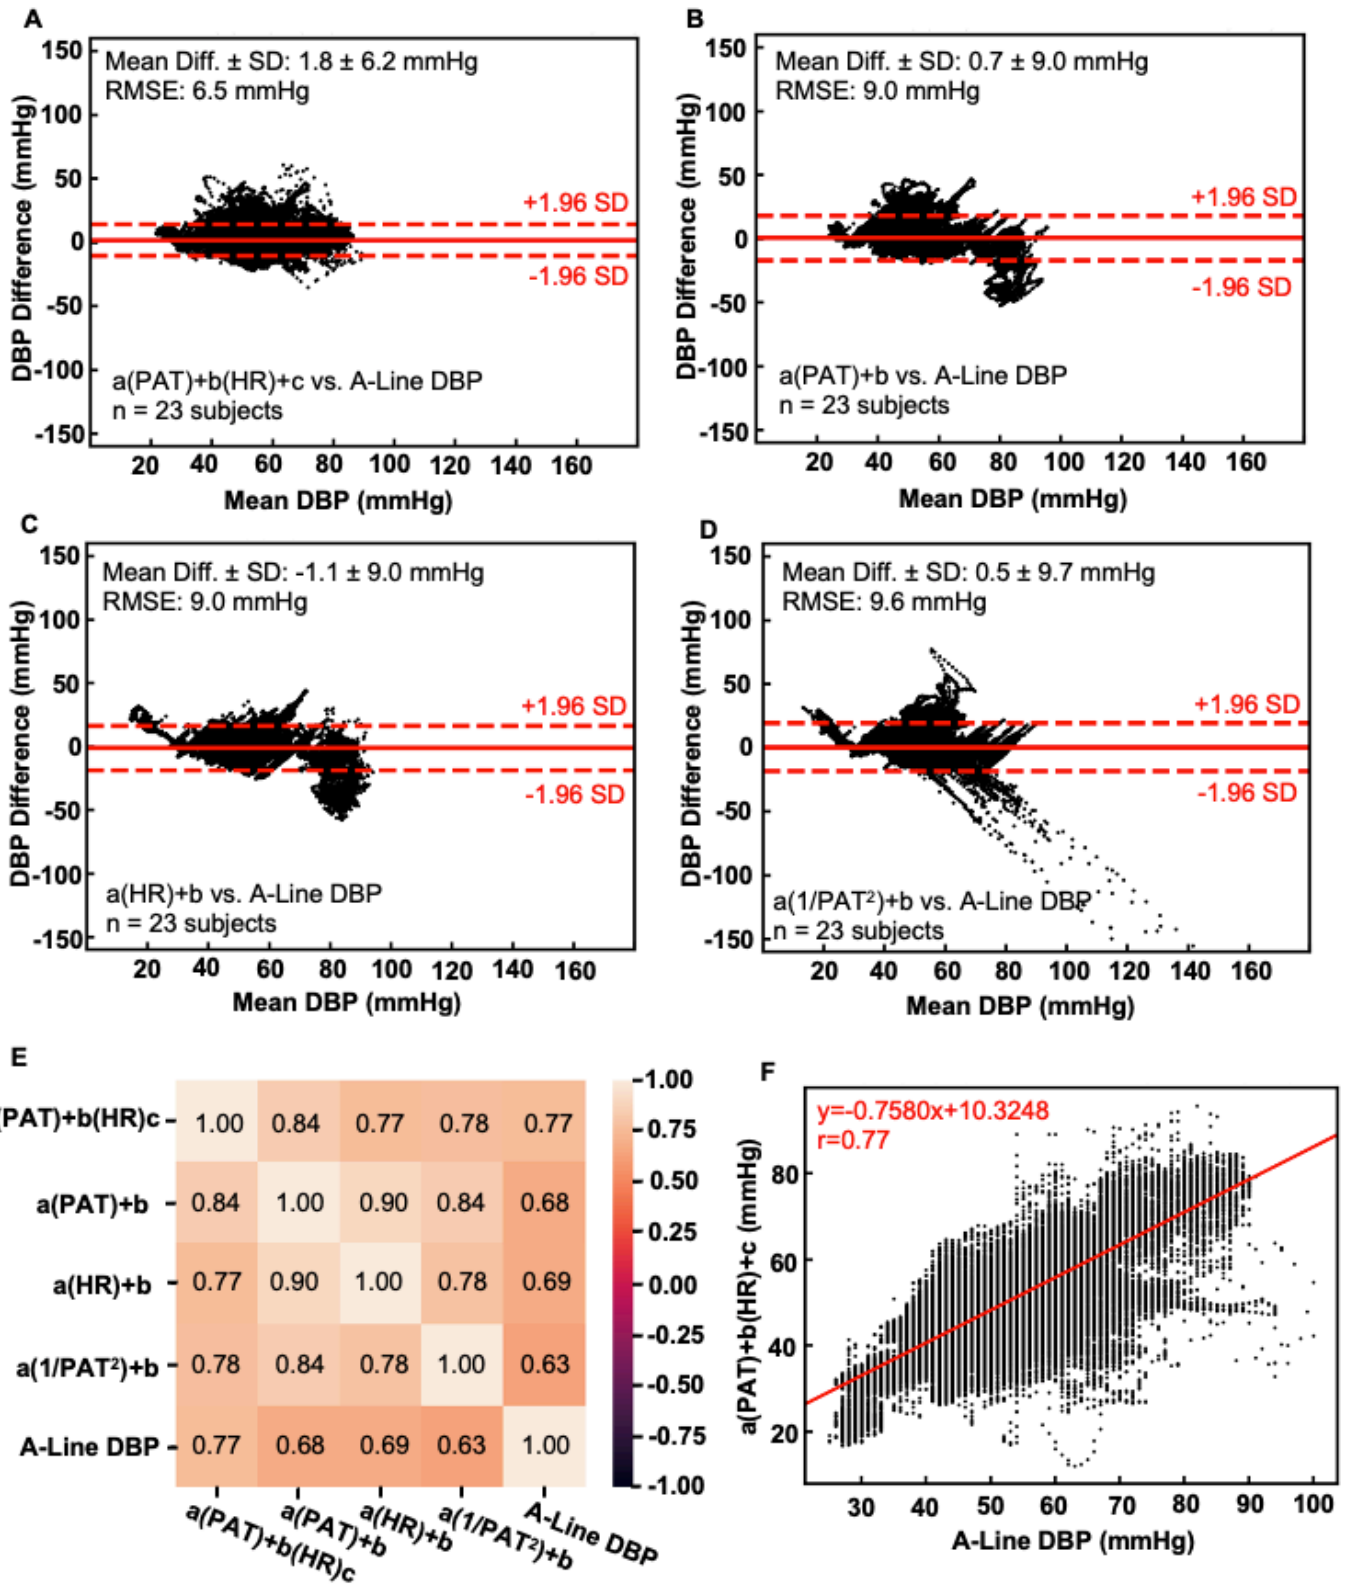 A
Mean Diff. ± SD: 1.8 ± 6.2 mmHg
RMSE: 6.5 mmHg
150
100
50
0
-50
-100
-150
DBP Difference (mmHg)
+1.96 SD
-1.96 SD
a(PAT)+b(HR)+c vs. A-Line DBP
n = 23 subjects
20 40 60 80 100 120 140 160
Mean DBP (mmHg)
B
Mean Diff. ± SD: 0.7 ± 9.0 mmHg
RMSE: 9.0 mmHg
150
100
50
0
-50
-100
-150
DBP Difference (mmHg)
+1.96 SD
-1.96 SD
a(PAT)+b vs. A-Line DBP
n = 23 subjects
20 40 60 80 100 120 140 160
Mean DBP (mmHg)
C
Mean Diff. ± SD: -1.1 ± 9.0 mmHg
RMSE: 9.0 mmHg
150
100
50
0
-50
-100
-150
DBP Difference (mmHg)
+1.96 SD
-1.96 SD
a(HR)+b vs. A-Line DBP
n = 23 subjects
20 40 60 80 100 120 140 160
Mean DBP (mmHg)
D
Mean Diff. ± SD: 0.5 ± 9.7 mmHg
RMSE: 9.6 mmHg
150
100
50
0
-50
-100
-150
DBP Difference (mmHg)
+1.96 SD
-1.96 SD
a(1/PAT²)+b vs. A-Line DBP
n = 23 subjects
20 40 60 80 100 120 140 160
Mean DBP (mmHg)
E
(PAT)+b(HR)c 1.00 0.84 0.77 0.78 0.77
a(PAT)+b 0.84 1.00 0.90 0.84 0.68
a(HR)+b 0.77 0.90 1.00 0.78 0.69
a(1/PAT²)+b 0.78 0.84 0.78 1.00 0.63
A-Line DBP 0.77 0.68 0.69 0.63 1.00
a(PAT)+b(HR)c
a(PAT)+b
a(HR)+b
a(1/PAT²)+b
A-Line DBP
1.00
0.75
0.50
0.25
0.00
-0.25
-0.50
-0.75
-1.00
F
y=-0.7580x+10.3248
r=0.77
80
60
40
20
a(PAT)+b(HR)+c (mmHg)
30 40 50 60 70 80 90 100
A-Line DBP (mmHg)